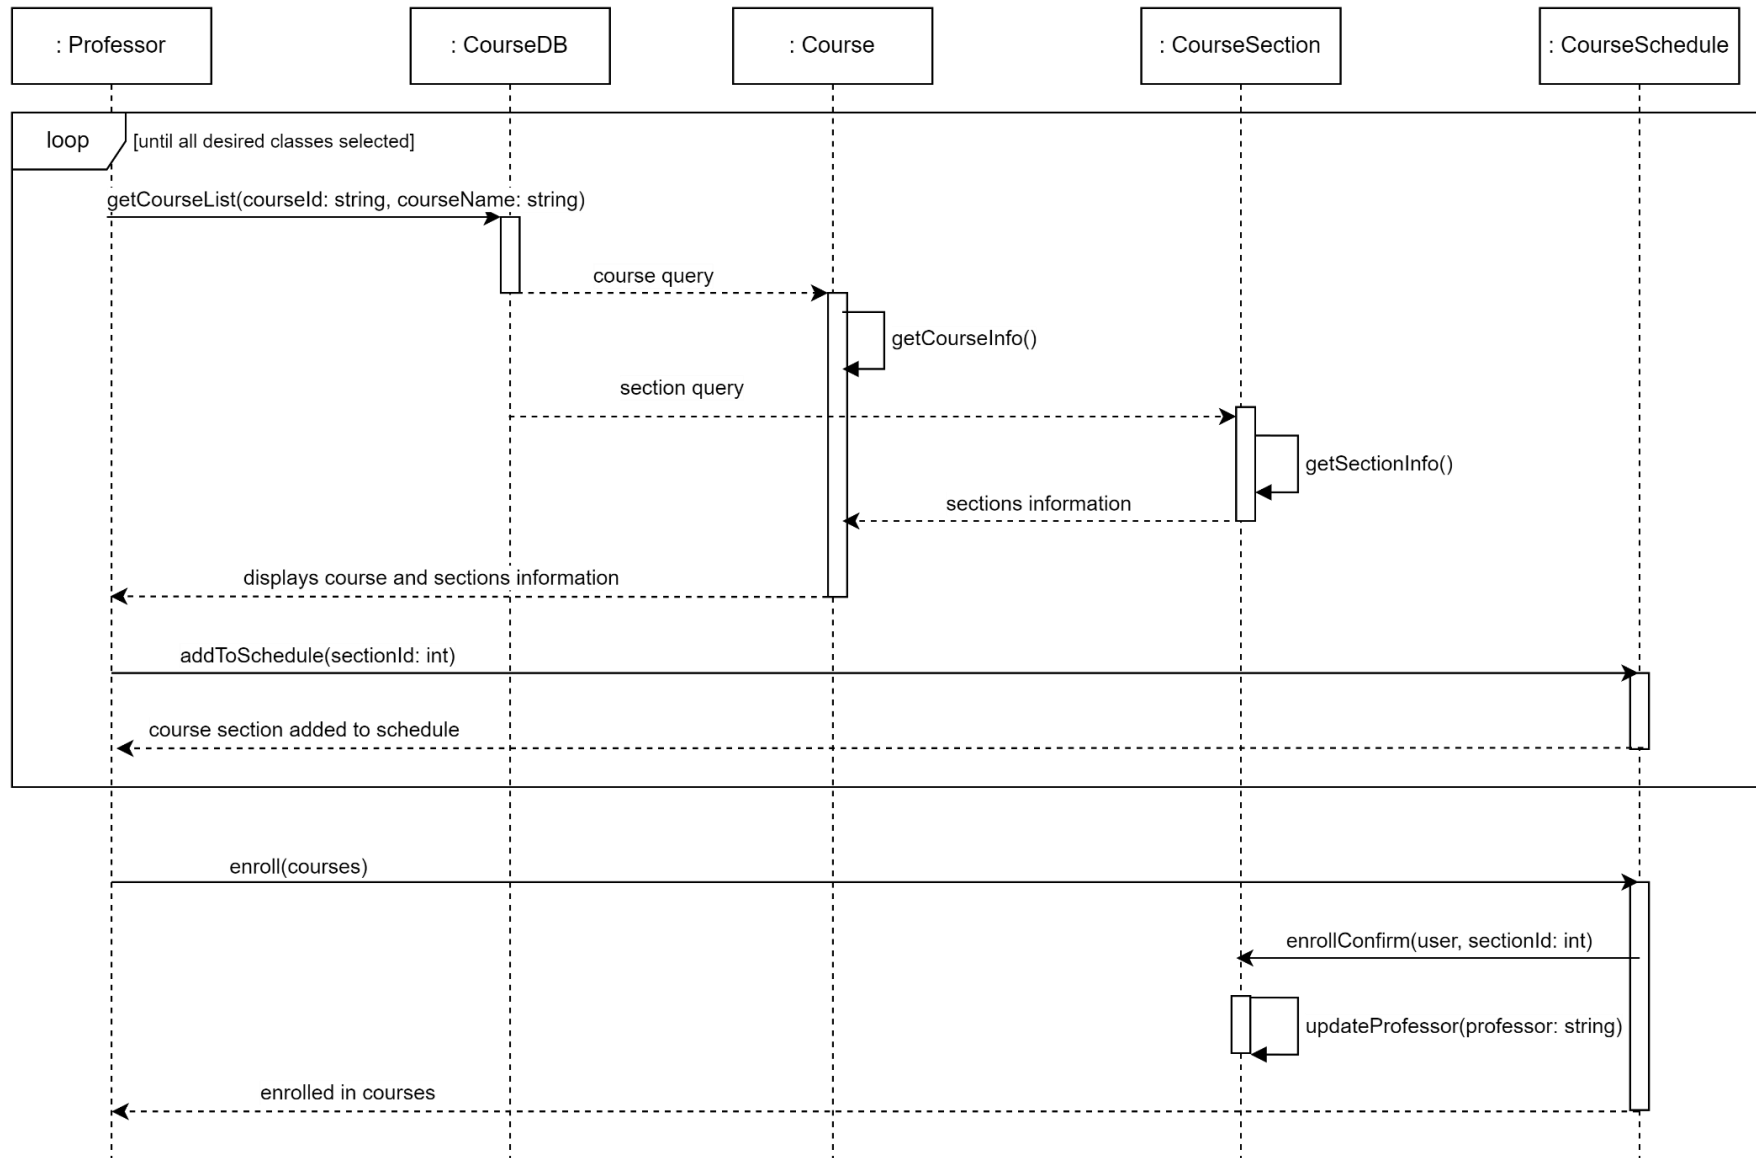 : Professor
: CourseDB
: Course
: CourseSection
: CourseSchedule
loop
[until all desired classes selected]
getCourseList(courseId: string, courseName: string)
course query
getCourseInfo()
section query
getSectionInfo()
sections information
displays course and sections information
addToSchedule(sectionId: int)
course section added to schedule
enroll(courses)
enrollConfirm(user, sectionId: int)
updateProfessor(professor: string)
enrolled in courses